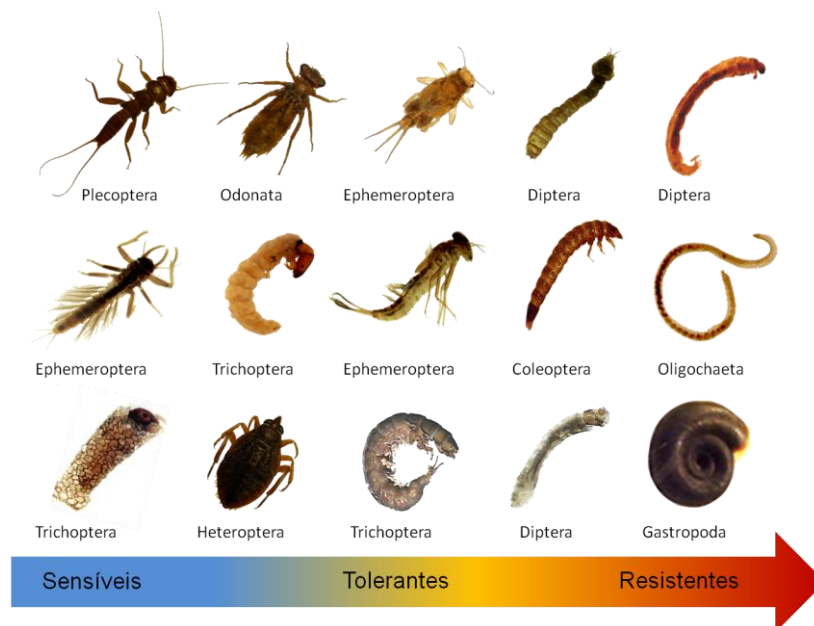 Plecoptera Odonata Ephemeroptera Diptera Diptera
Ephemeroptera Trichoptera Ephemeroptera Coleoptera Oligochaeta
Trichoptera Heteroptera Trichoptera Diptera Gastropoda
Sensíveis Tolerantes Resistentes